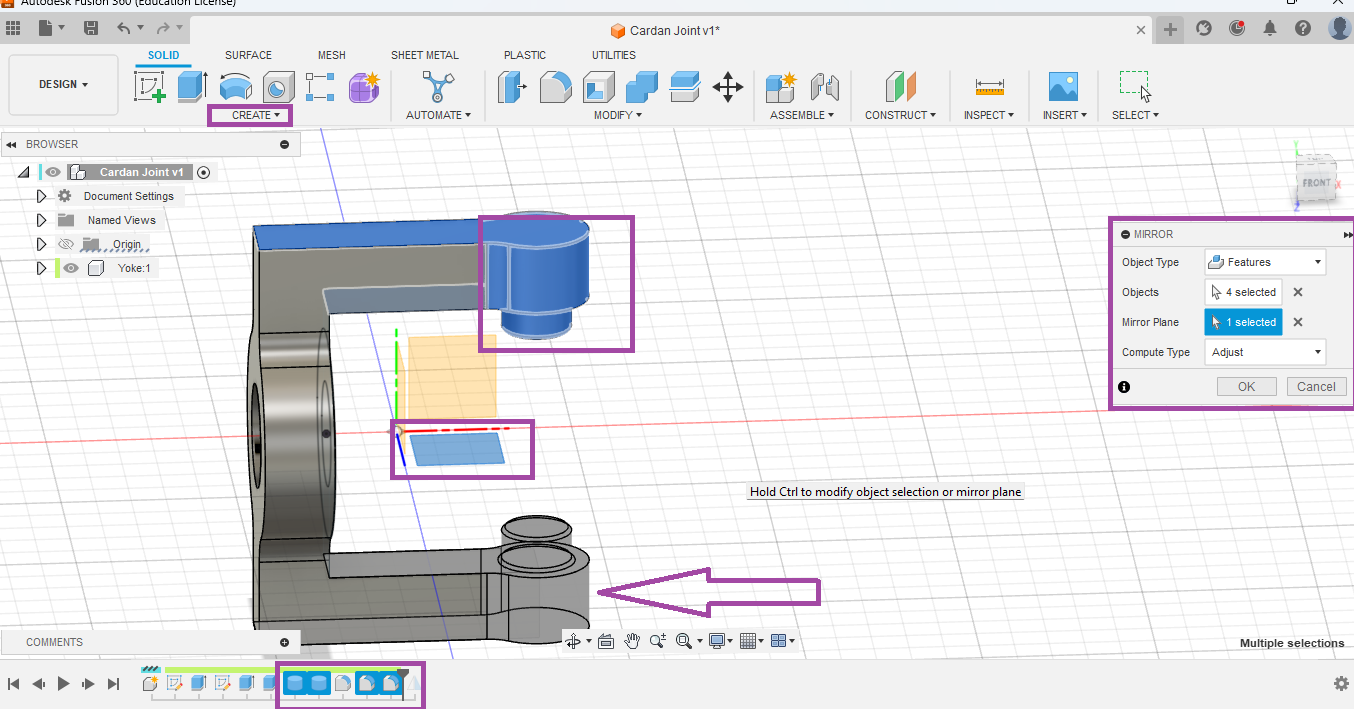 Autodesk Fusion 360 (Education License)
Cardan Joint v1*
DESIGN
SOLID SURFACE MESH SHEET METAL PLASTIC UTILITIES
CREATE AUTOMATE MODIFY ASSEMBLE CONSTRUCT INSPECT INSERT SELECT
BROWSER
Cardan Joint v1
Document Settings
Named Views
Origin
Yoke:1
FRONT
Y
X
Z
MIRROR
Object Type Features
Objects 4 selected
Mirror Plane 1 selected
Compute Type Adjust
OK Cancel
Hold Ctrl to modify object selection or mirror plane
COMMENTS
Multiple selections